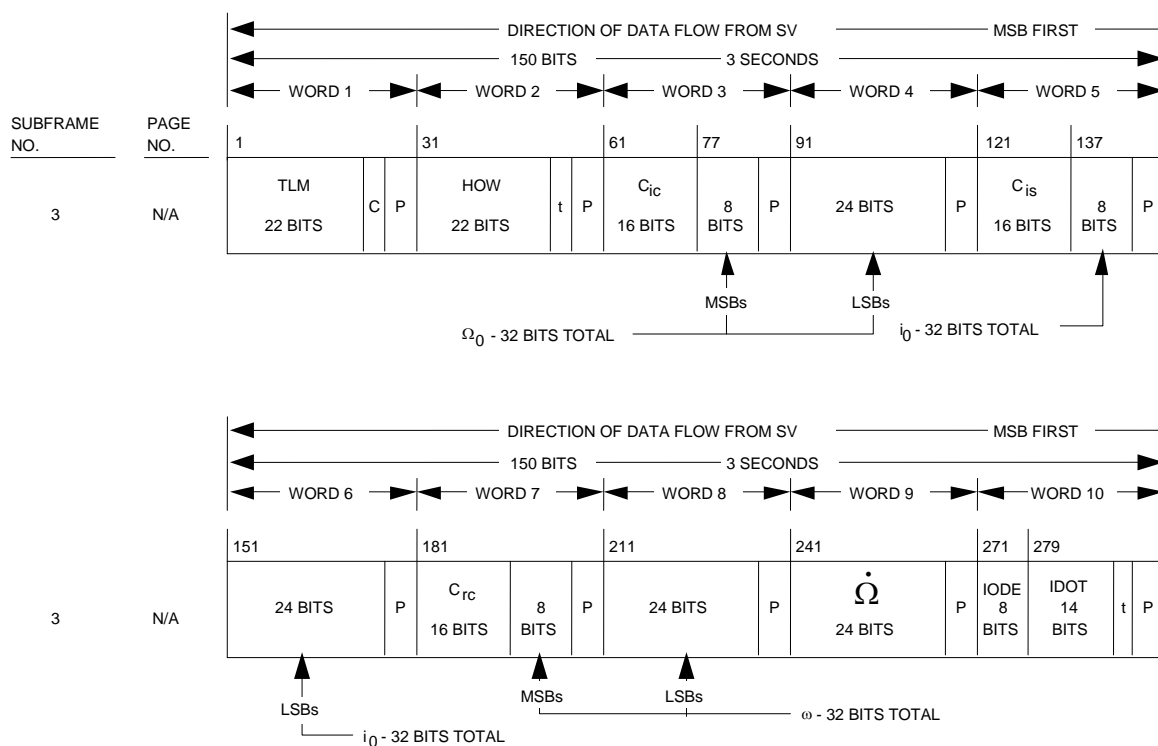 DIRECTION OF DATA FLOW FROM SV MSB FIRST
150 BITS 3 SECONDS
WORD 1 WORD 2 WORD 3 WORD 4 WORD 5
SUBFRAME NO. PAGE NO. 1 31 61 77 91 121 137
3 N/A
TLM 22 BITS C P
HOW 22 BITS t P
C_ic 16 BITS 8 BITS P
24 BITS P
C_is 16 BITS 8 BITS P
MSBs LSBs
Ω_0 - 32 BITS TOTAL i_0 - 32 BITS TOTAL
DIRECTION OF DATA FLOW FROM SV MSB FIRST
150 BITS 3 SECONDS
WORD 6 WORD 7 WORD 8 WORD 9 WORD 10
151 181 211 241 271 279
3 N/A
24 BITS P
C_rc 16 BITS 8 BITS P
24 BITS P
Ω̇ 24 BITS P
IODE 8 BITS IDOT 14 BITS t P
LSBs MSBs LSBs
i_0 - 32 BITS TOTAL ω - 32 BITS TOTAL